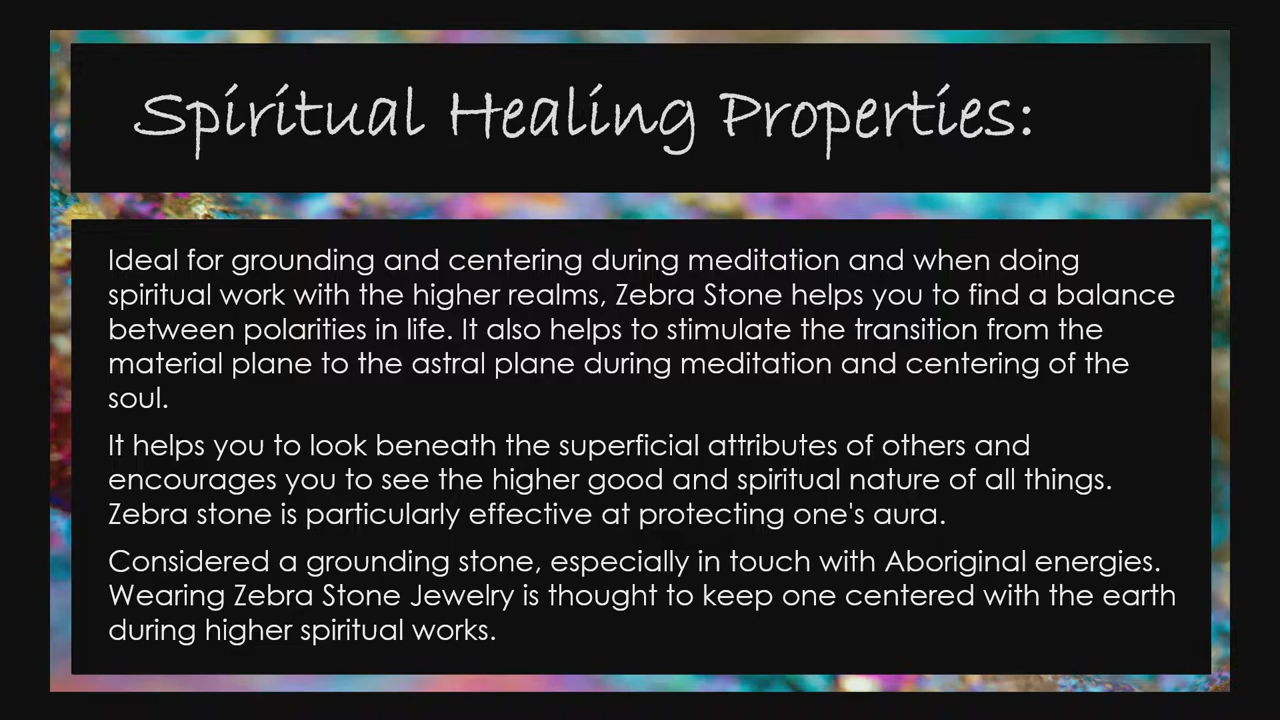 Spiritual Healing Properties:
Ideal for grounding and centering during meditation and when doing
spiritual work with the higher realms, Zebra Stone helps you to find a balance
between polarities in life. It also helps to stimulate the transition from the
material plane to the astral plane during meditation and centering of the
soul.
It helps you to look beneath the superficial attributes of others and
encourages you to see the higher good and spiritual nature of all things.
Zebra stone is particularly effective at protecting one's aura.
Considered a grounding stone, especially in touch with Aboriginal energies.
Wearing Zebra Stone Jewelry is thought to keep one centered with the earth
during higher spiritual works.